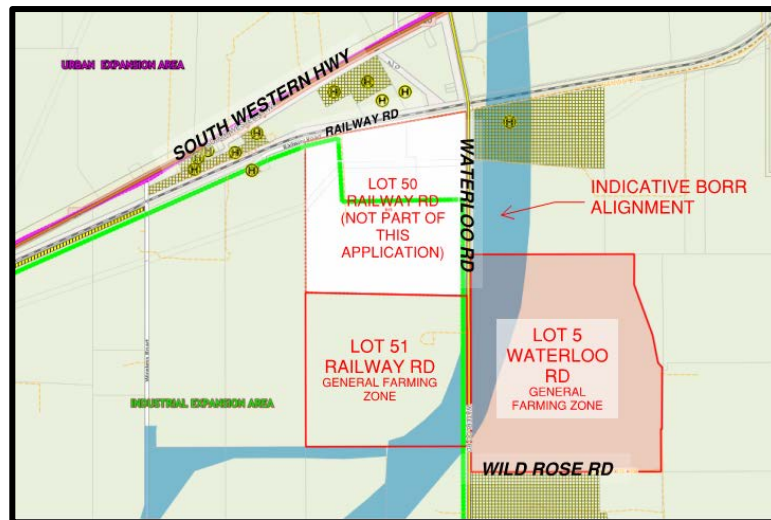 URBAN EXPANSION AREA
SOUTH WESTERN HWY
RAILWAY RD
H
H
H
H
H
H
H
H
H
H
WATERLOO RD
LOT 50
RAILWAY RD
(NOT PART OF
THIS
APPLICATION)
INDICATIVE BORR
ALIGNMENT
LOT 51
RAILWAY RD
GENERAL FARMING
ZONE
LOT 5
WATERLOO
RD
GENERAL
FARMING ZONE
INDUSTRIAL EXPANSION AREA
WILD ROSE RD